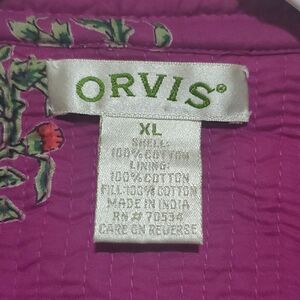 ORVIS®
XL
SHELL:
100% COTTON
LINING:
100% COTTON
FILL:100% COTTON
MADE IN INDIA
RN# 70534
CARE ON REVERSE